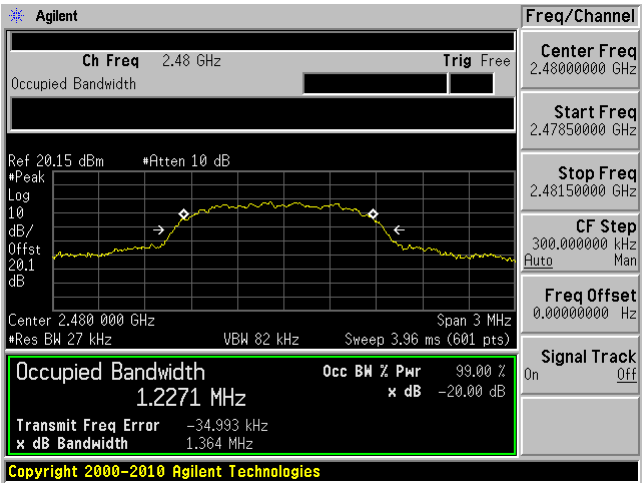 Agilent
Freq/Channel
Ch Freq 2.48 GHz Trig Free
Occupied Bandwidth
Center Freq
2.48000000 GHz
Start Freq
2.47850000 GHz
Stop Freq
2.48150000 GHz
CF Step
300.000000 kHz
Auto Man
Freq Offset
0.00000000 Hz
Signal Track
On Off
Ref 20.15 dBm #Atten 10 dB
#Peak
Log
10
dB/
Offst
20.1
dB
Center 2.480 000 GHz Span 3 MHz
#Res BW 27 kHz VBW 82 kHz Sweep 3.96 ms (601 pts)
Occupied Bandwidth Occ BW % Pwr 99.00 %
1.2271 MHz x dB -20.00 dB
Transmit Freq Error -34.993 kHz
x dB Bandwidth 1.364 MHz
Copyright 2000-2010 Agilent Technologies